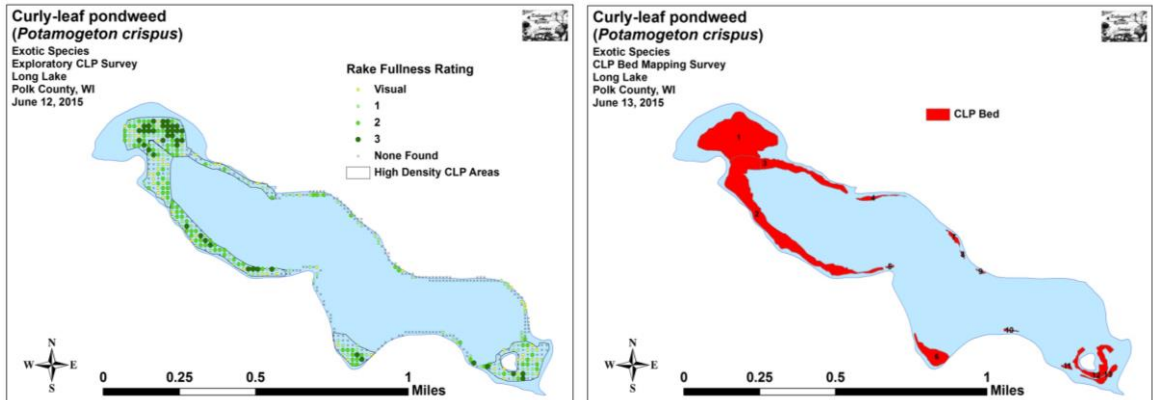 Curly-leaf pondweed
(Potamogeton crispus)
Exotic Species
Exploratory CLP Survey
Long Lake
Polk County, WI
June 12, 2015
Rake Fullness Rating
Visual
1
2
3
None Found
High Density CLP Areas
N
W E
S
0 0.25 0.5 1
Miles
Curly-leaf pondweed
(Potamogeton crispus)
Exotic Species
CLP Bed Mapping Survey
Long Lake
Polk County, WI
June 13, 2015
CLP Bed
1
10
N
W E
S
0 0.25 0.5 1
Miles